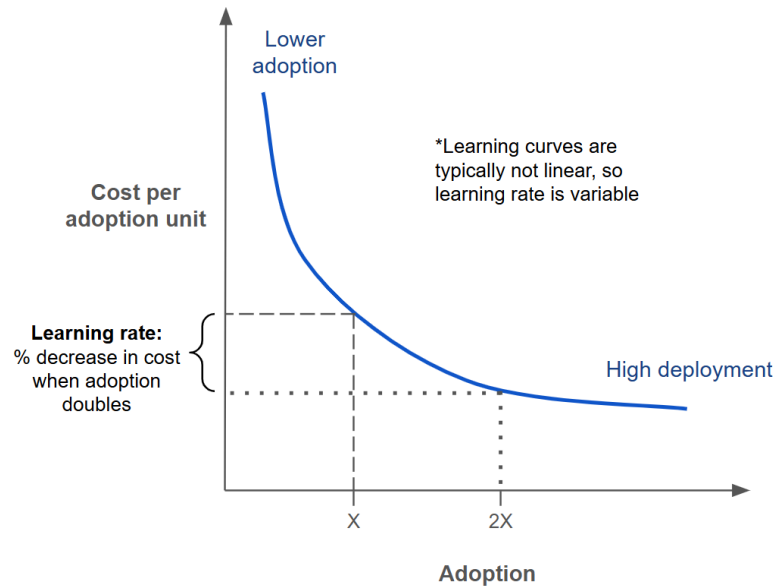 Lower
adoption
*Learning curves are
typically not linear, so
learning rate is variable
Cost per
adoption unit
Learning rate:
% decrease in cost
when adoption
doubles
High deployment
X
2X
Adoption